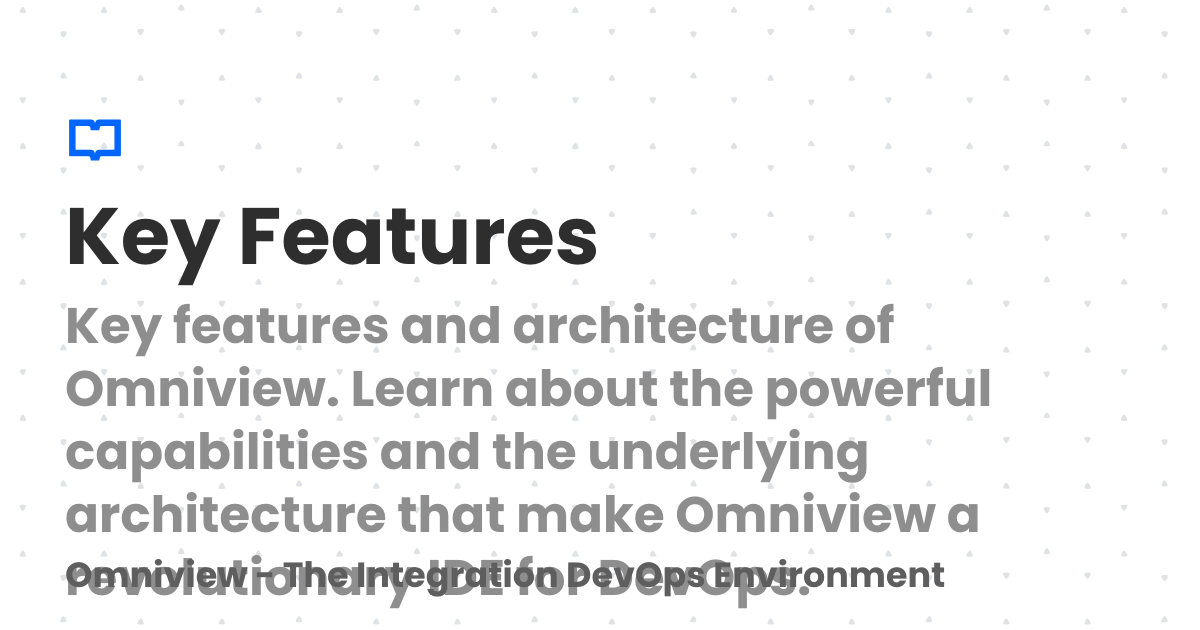 Key Features
Key features and architecture of
Omniview. Learn about the powerful
capabilities and the underlying
architecture that make Omniview a
revolutionary IDE for DevOps.
Omniview – The Integration DevOps Environment